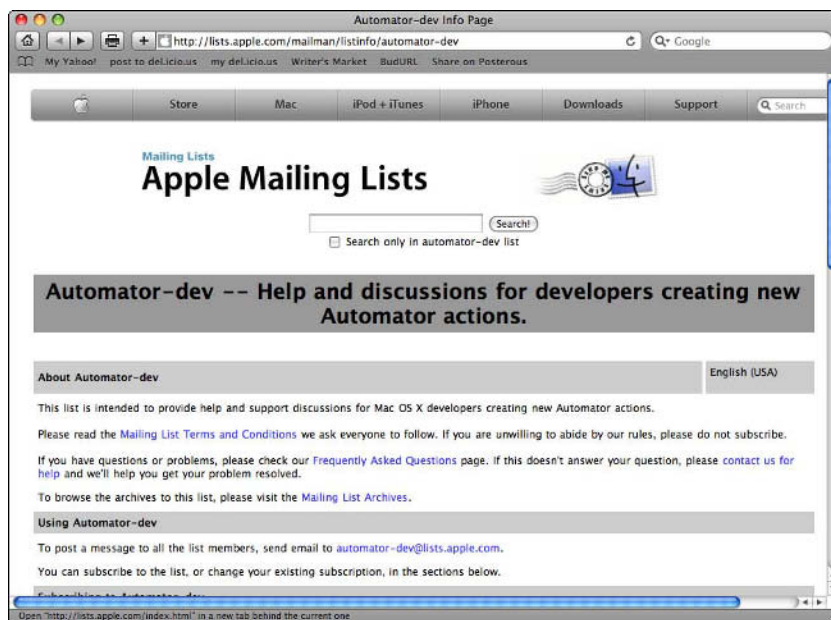 Automator-dev Info Page
http://lists.apple.com/mailman/listinfo/automator-dev
Google
My Yahoo! post to del.icio.us my del.icio.us Writer's Market BudURL Share on Posterous
Store Mac iPod + iTunes iPhone Downloads Support Search
Mailing Lists
Apple Mailing Lists
Search!
Search only in automator-dev list
Automator-dev -- Help and discussions for developers creating new
Automator actions.
About Automator-dev
English (USA)
This list is intended to provide help and support discussions for Mac OS X developers creating new Automator actions.
Please read the Mailing List Terms and Conditions we ask everyone to follow. If you are unwilling to abide by our rules, please do not subscribe.
If you have questions or problems, please check our Frequently Asked Questions page. If this doesn't answer your question, please contact us for
help and we'll help you get your problem resolved.
To browse the archives to this list, please visit the Mailing List Archives.
Using Automator-dev
To post a message to all the list members, send email to automator-dev@lists.apple.com.
You can subscribe to the list, or change your existing subscription, in the sections below.
Subscribing to Automator-dev
Open "http://lists.apple.com/index.html" in a new tab behind the current one